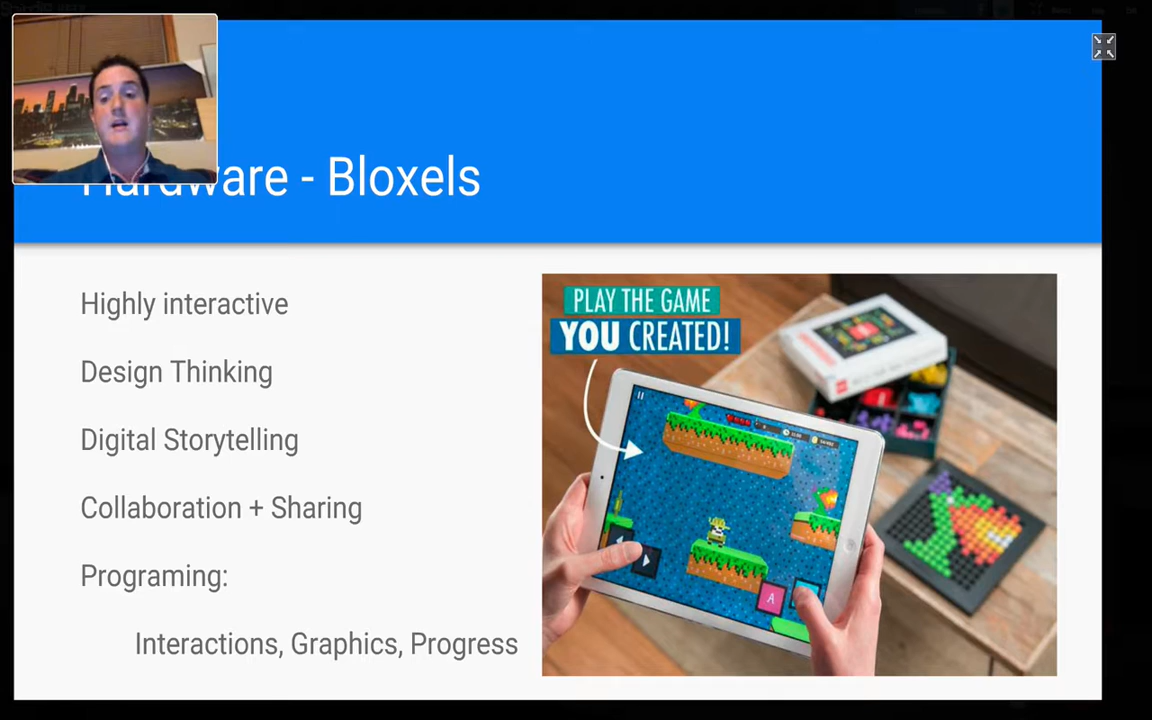 Hardware - Bloxels
Highly interactive
Design Thinking
Digital Storytelling
Collaboration + Sharing
Programing:
Interactions, Graphics, Progress
PLAY THE GAME
YOU CREATED!
A